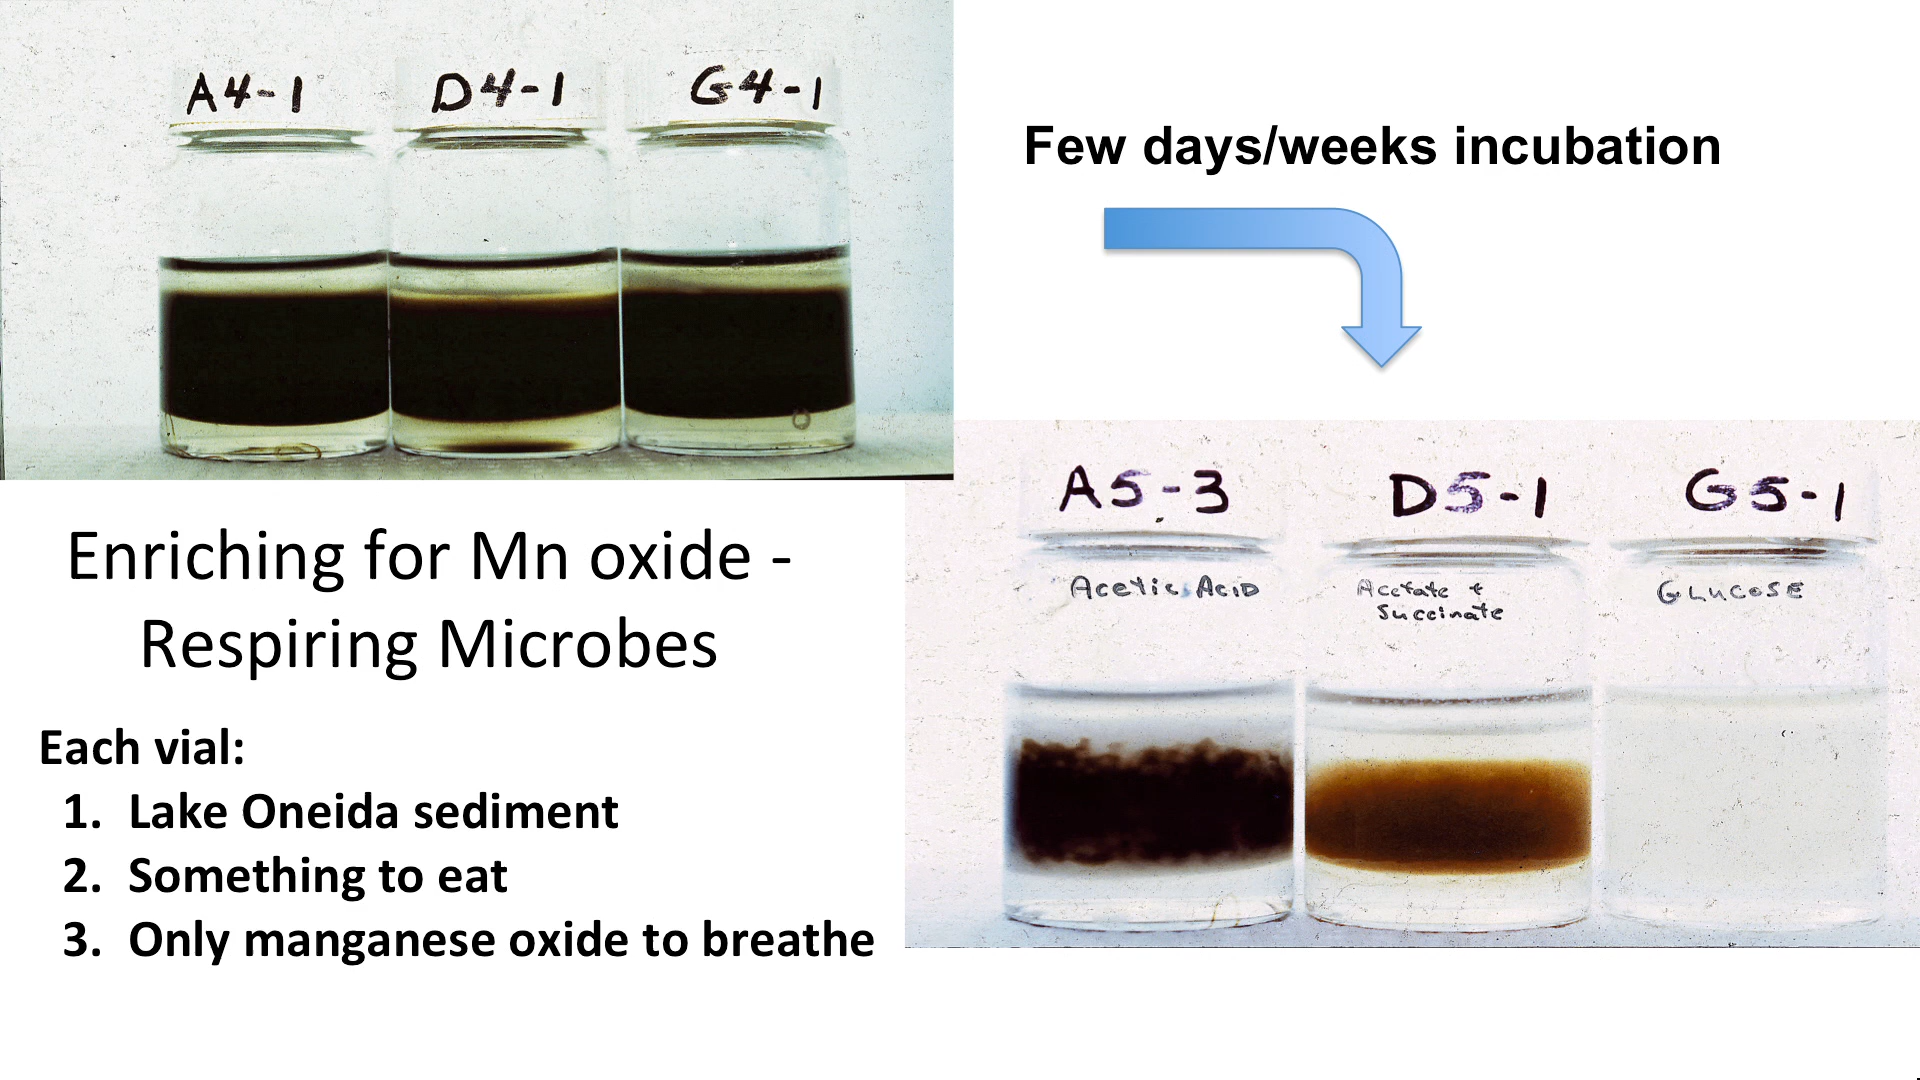 A4-1 D4-1 G4-1
Few days/weeks incubation
A5-3 D5-1 G5-1
Acetic Acid
Acetate +
Succinate
GLUCOSE
Enriching for Mn oxide -
Respiring Microbes
Each vial:
1. Lake Oneida sediment
2. Something to eat
3. Only manganese oxide to breathe